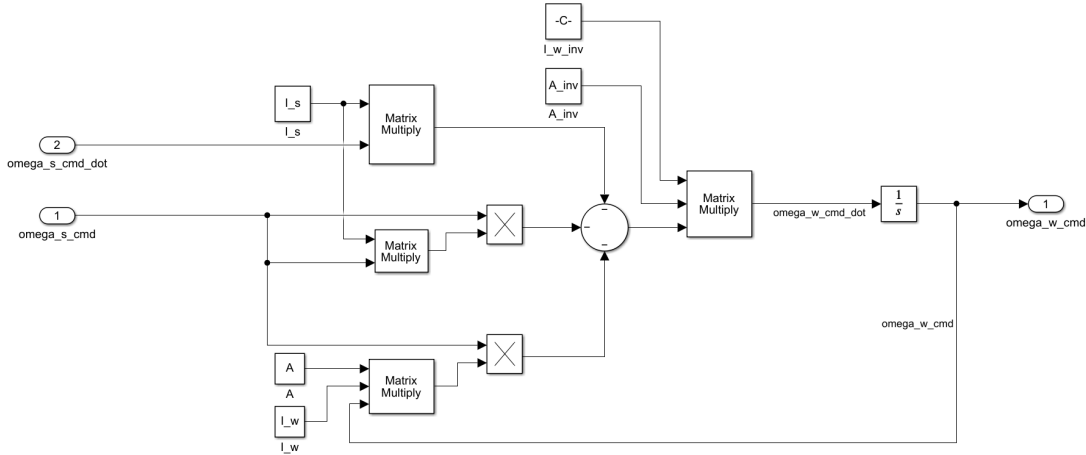 -C-
I_w_inv
A_inv
A_inv
I_s
I_s
Matrix
Multiply
2
omega_s_cmd_dot
Matrix
Multiply
omega_w_cmd_dot
1
s
1
omega_w_cmd
1
omega_s_cmd
Matrix
Multiply
omega_w_cmd
A
A
Matrix
Multiply
I_w
I_w